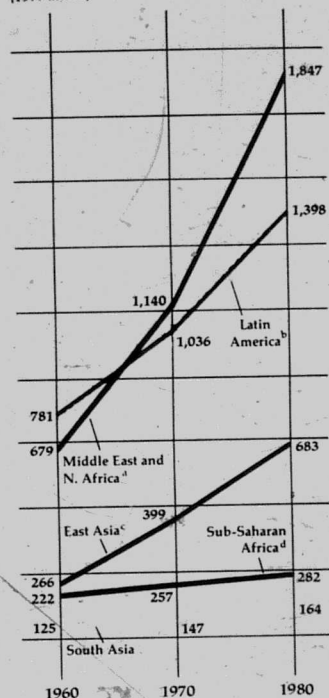 1,847
1,398
1,140
Latin
America^b
1,036
781
679
Middle East and
N. Africa^a
683
399
East Asia^c
Sub-Saharan
Africa^d
266
282
222
257
164
125
147
South Asia
1960
1970
1980